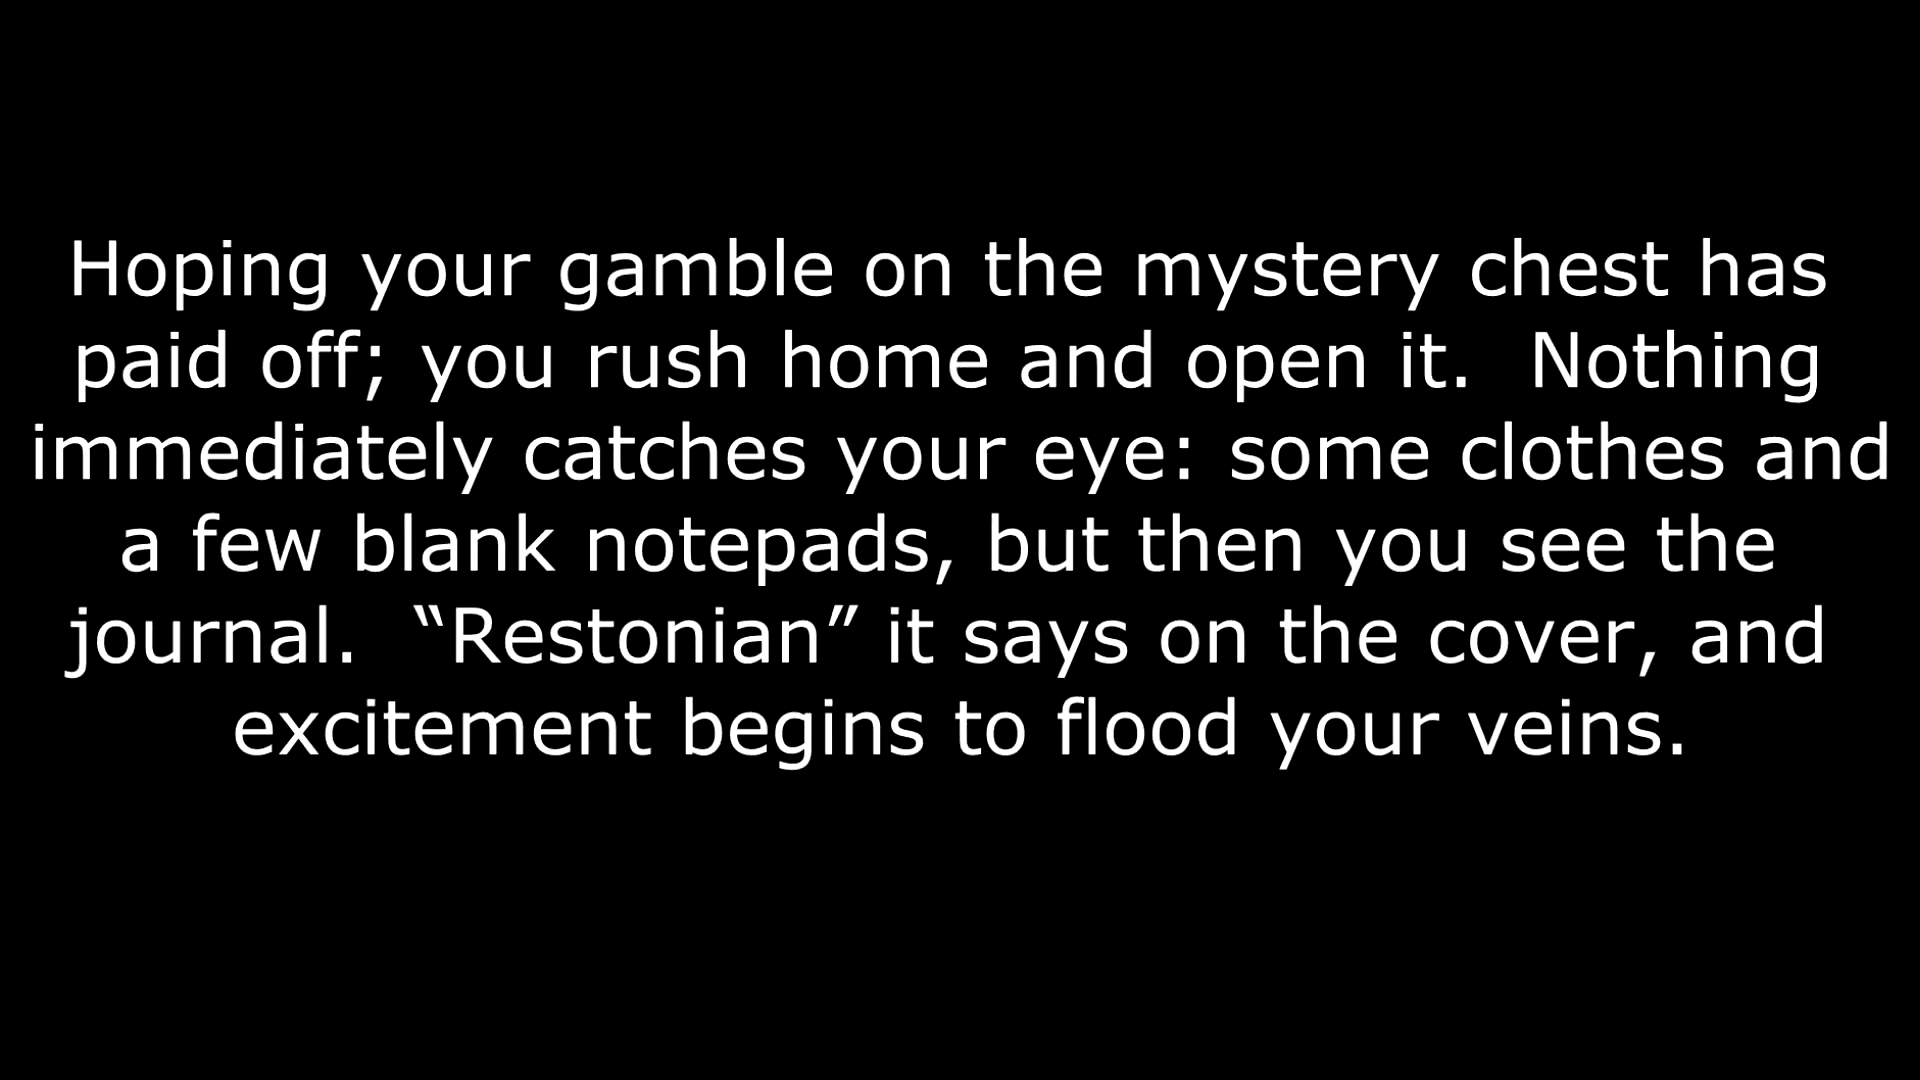 Hoping your gamble on the mystery chest has
paid off; you rush home and open it.  Nothing
immediately catches your eye: some clothes and
a few blank notepads, but then you see the
journal.  “Restonian” it says on the cover, and
excitement begins to flood your veins.